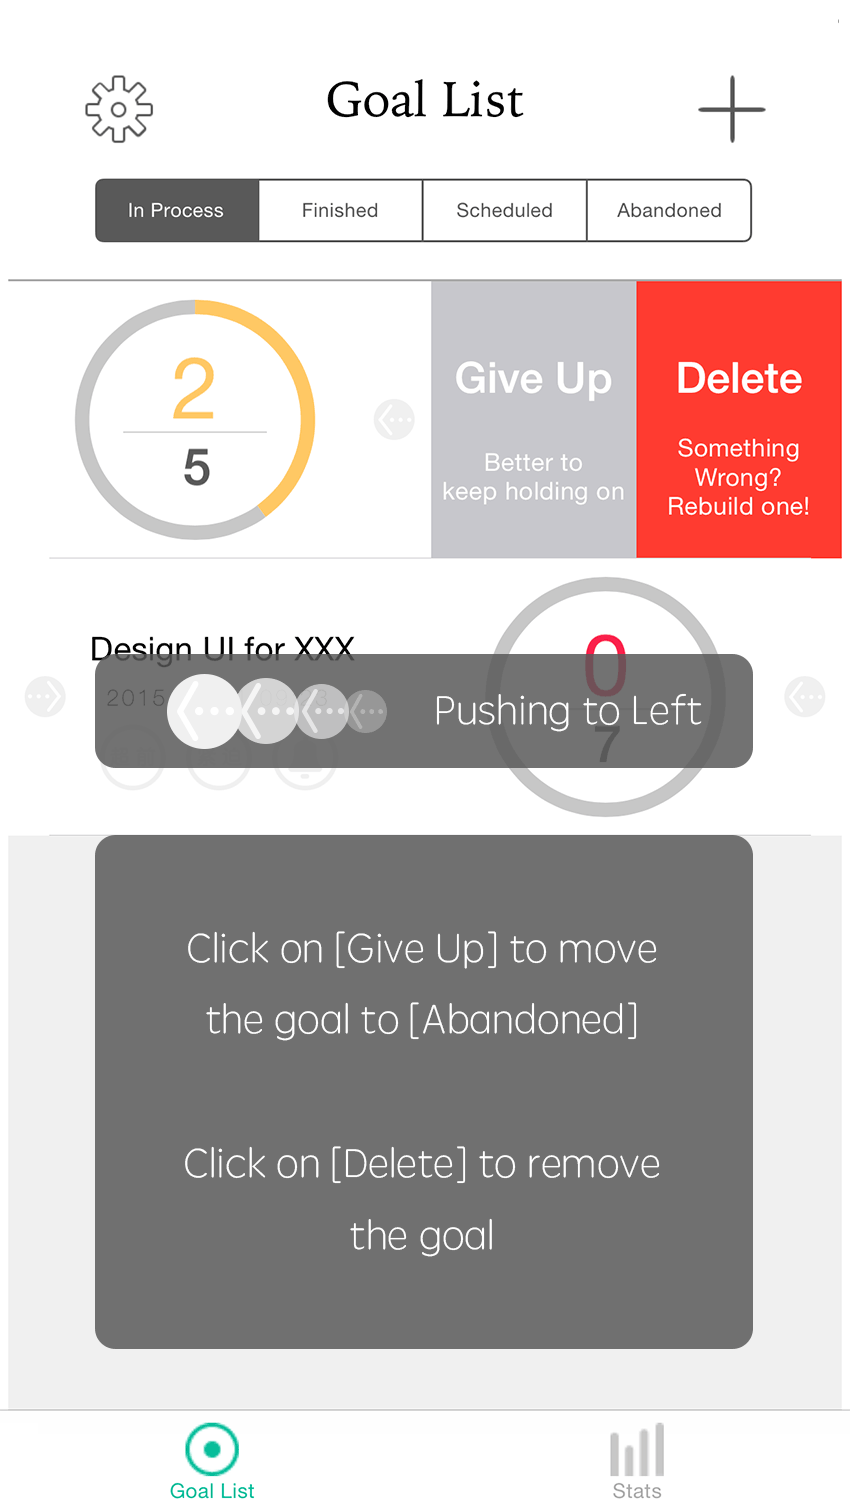 Goal List
In Process
Finished
Scheduled
Abandoned
2
5
Give Up
Better to
keep holding on
Delete
Something
Wrong?
Rebuild one!
Design UI for XXX
2015
0
7
Pushing to Left
Click on [Give Up] to move
the goal to [Abandoned]
Click on [Delete] to remove
the goal
Goal List
Stats